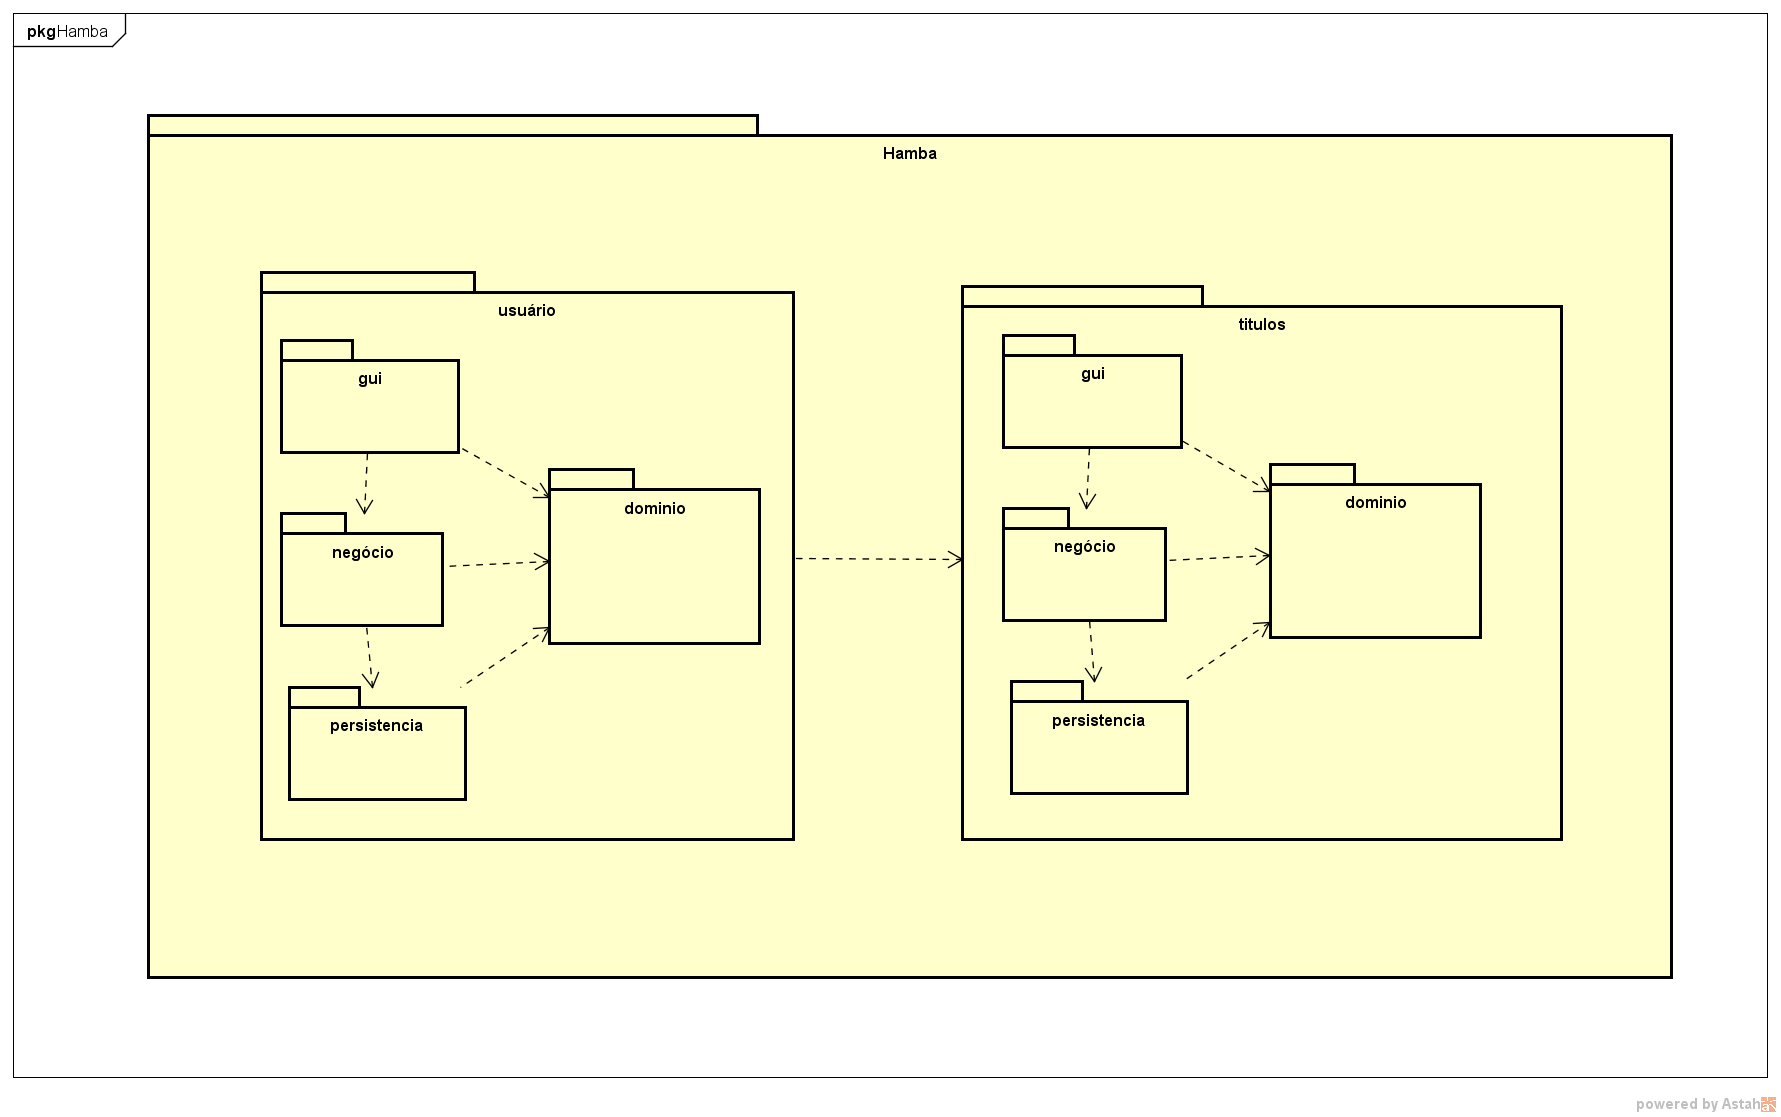 pkgHamba
Hamba
usuário
gui
negócio
dominio
persistencia
titulos
gui
negócio
dominio
persistencia
powered by Astah